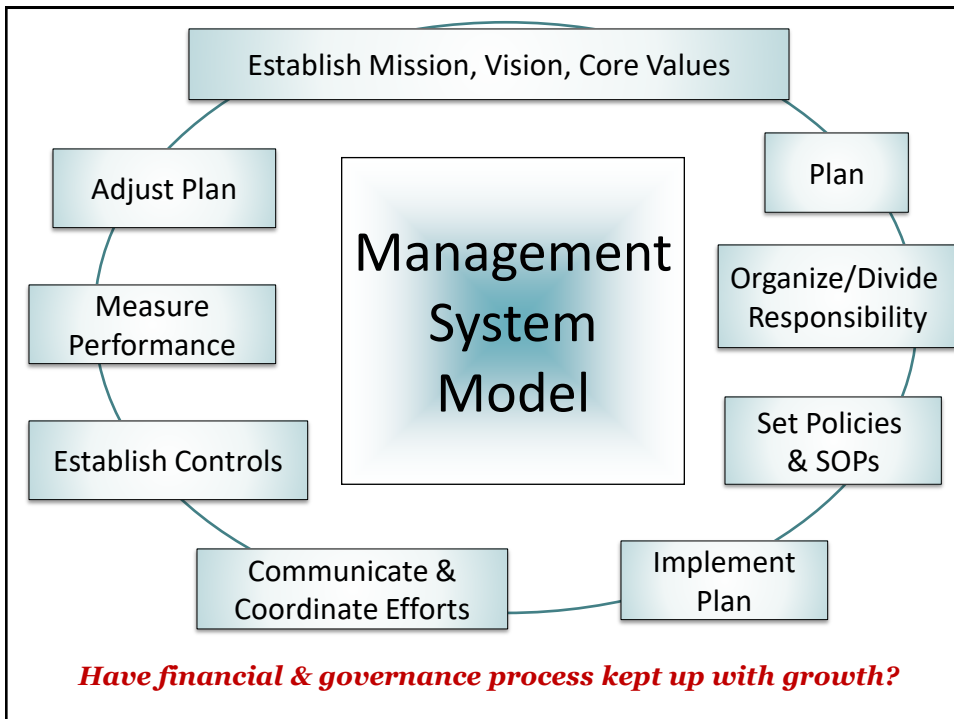 Establish Mission, Vision, Core Values
Plan
Organize/Divide
Responsibility
Set Policies
& SOPs
Implement
Plan
Communicate &
Coordinate Efforts
Establish Controls
Measure
Performance
Adjust Plan
Management
System
Model
Have financial & governance process kept up with growth?